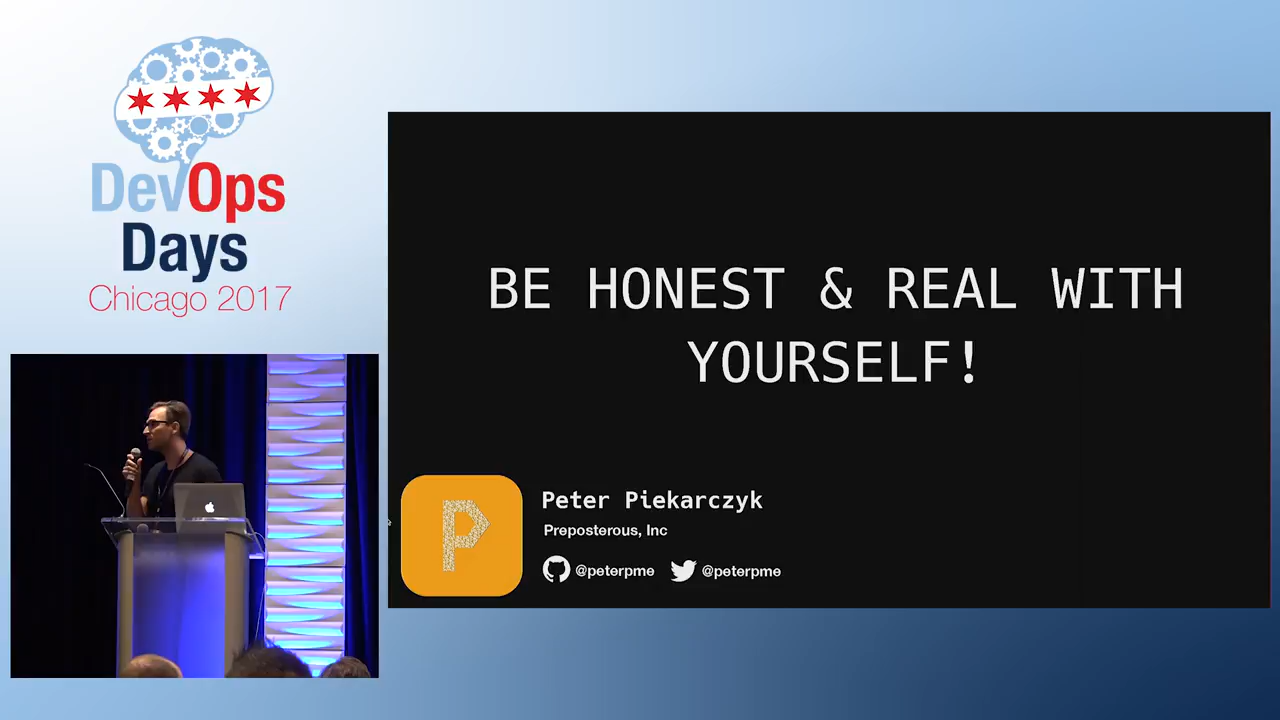 DevOps
Days
Chicago 2017
BE HONEST & REAL WITH
YOURSELF!
P
Peter Piekarczyk
Preposterous, Inc
@peterpme @peterpme